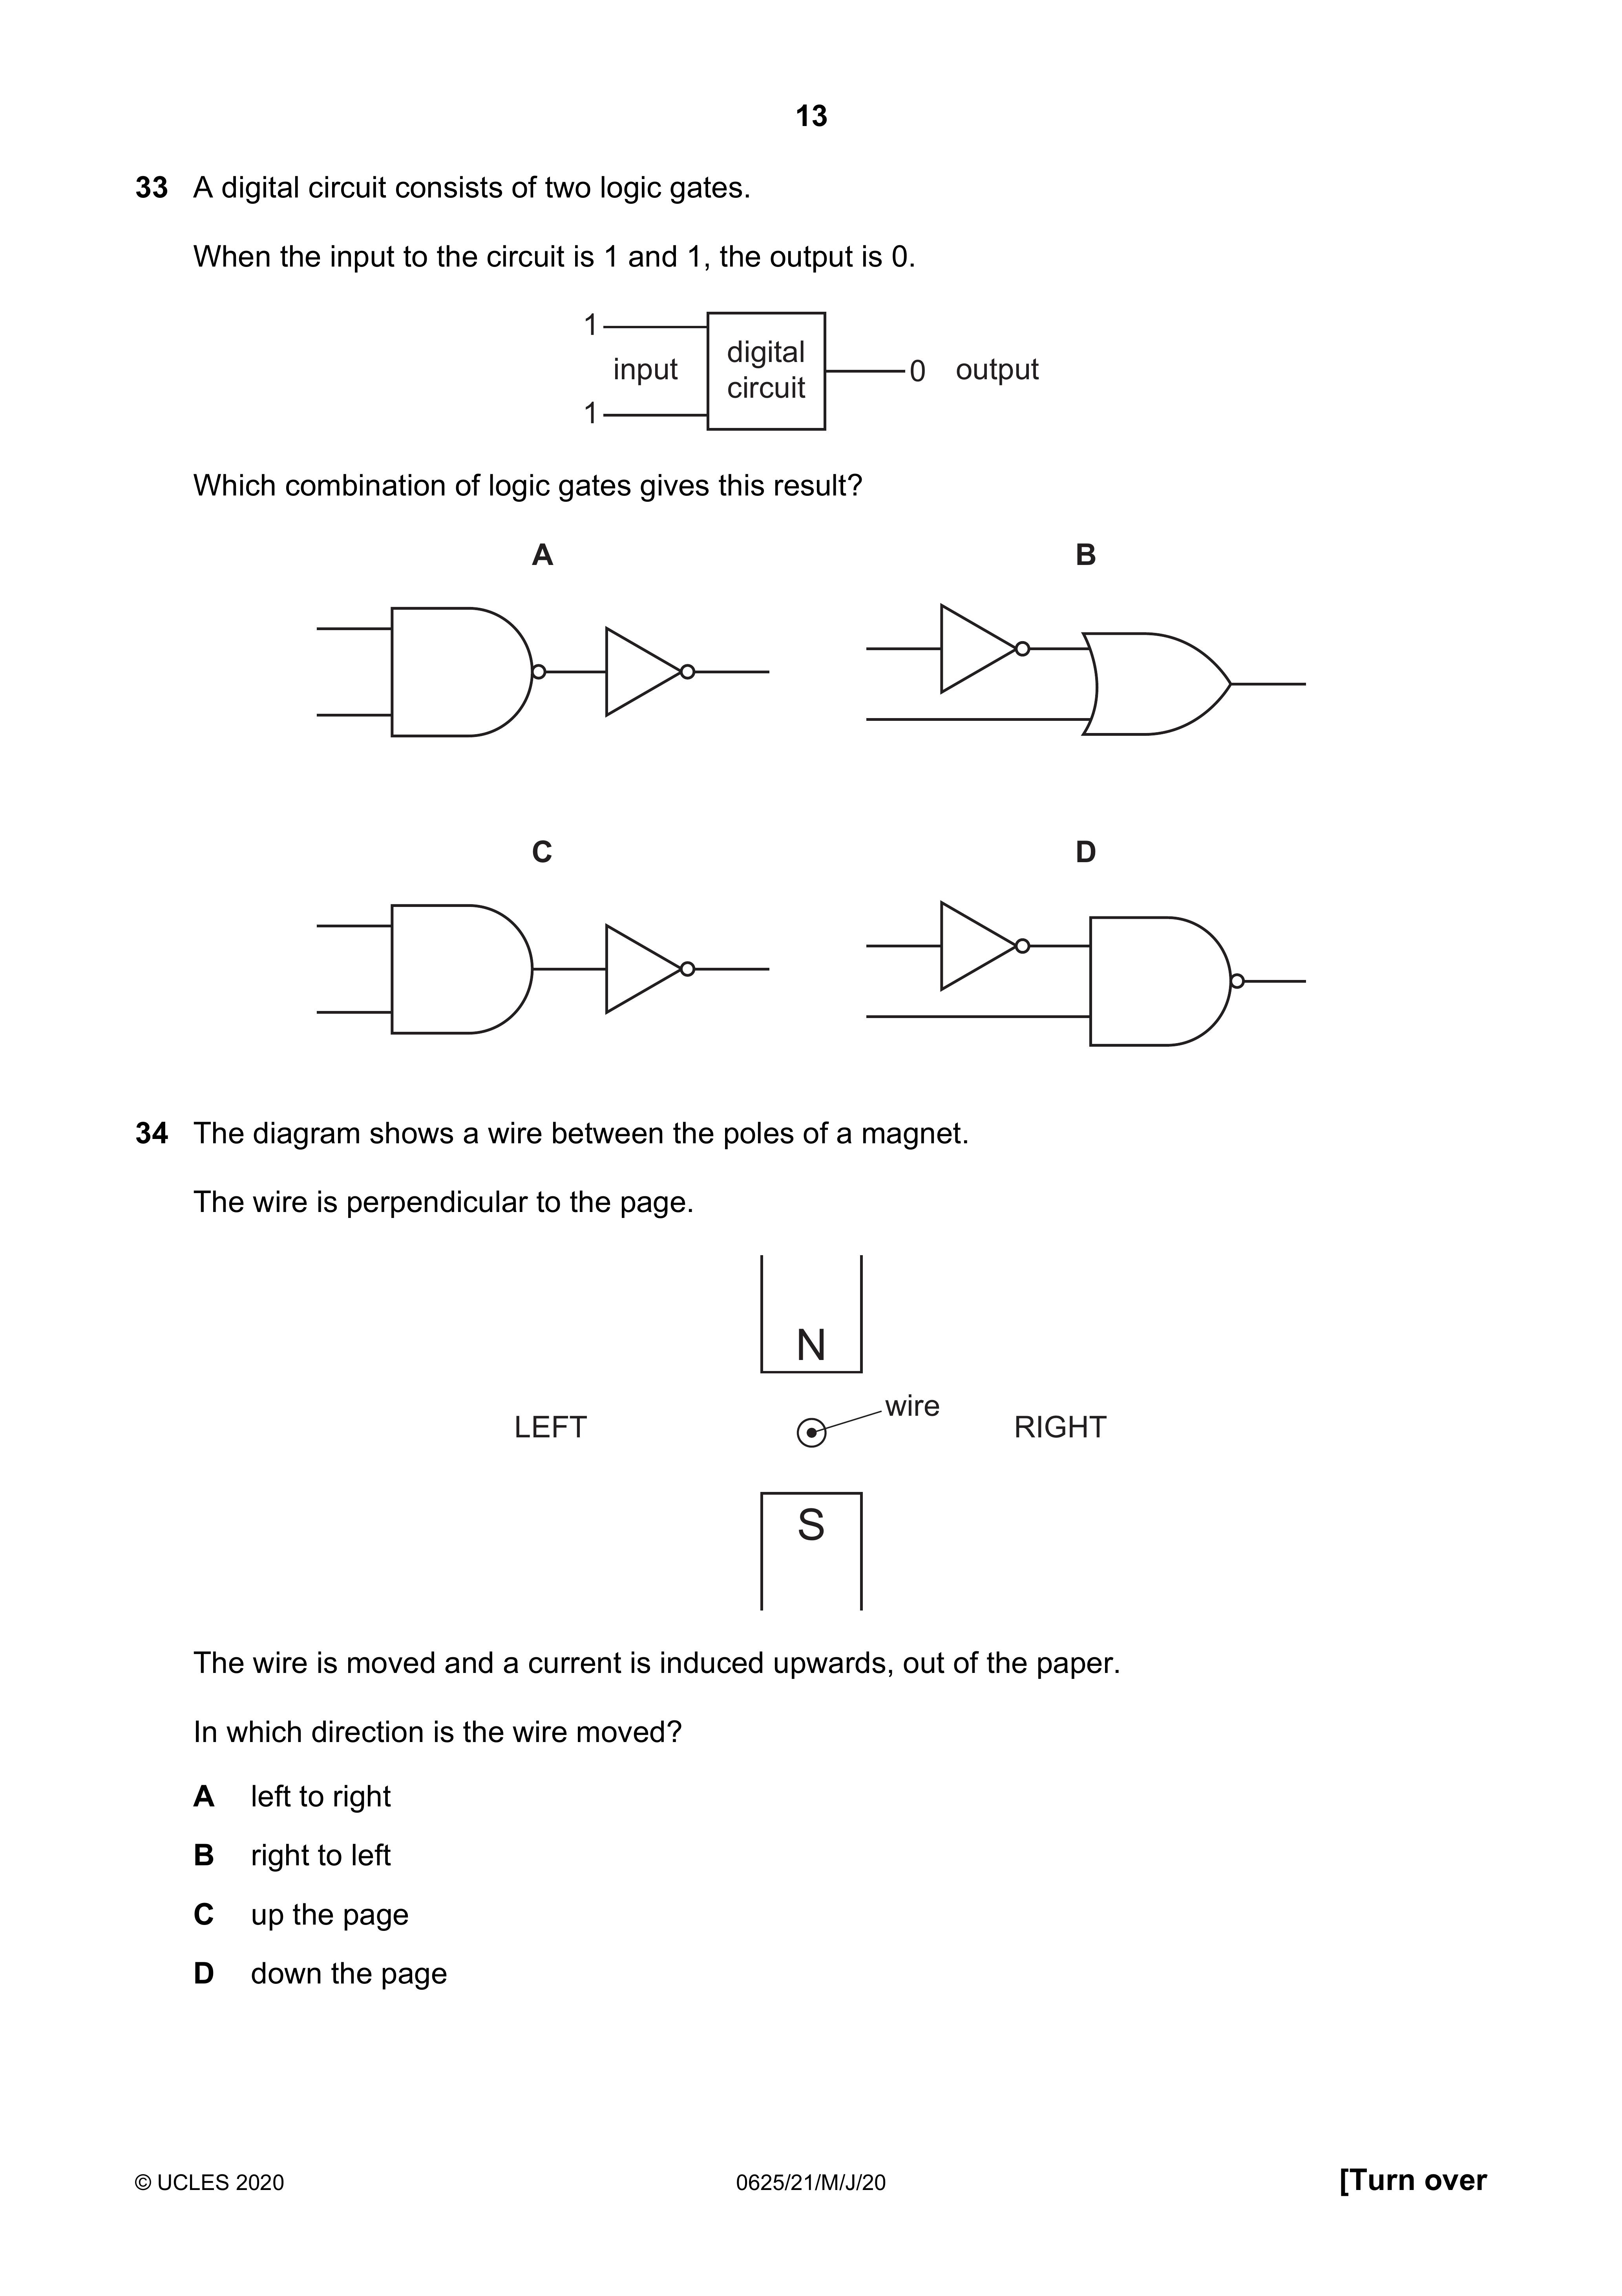 13
33 A digital circuit consists of two logic gates.
When the input to the circuit is 1 and 1, the output is 0.
1
input
digital
circuit
0 output
1
Which combination of logic gates gives this result?
A
B
C
D
34 The diagram shows a wire between the poles of a magnet.
The wire is perpendicular to the page.
N
wire
LEFT
RIGHT
S
The wire is moved and a current is induced upwards, out of the paper.
In which direction is the wire moved?
A left to right
B right to left
C up the page
D down the page
© UCLES 2020
0625/21/M/J/20
[Turn over